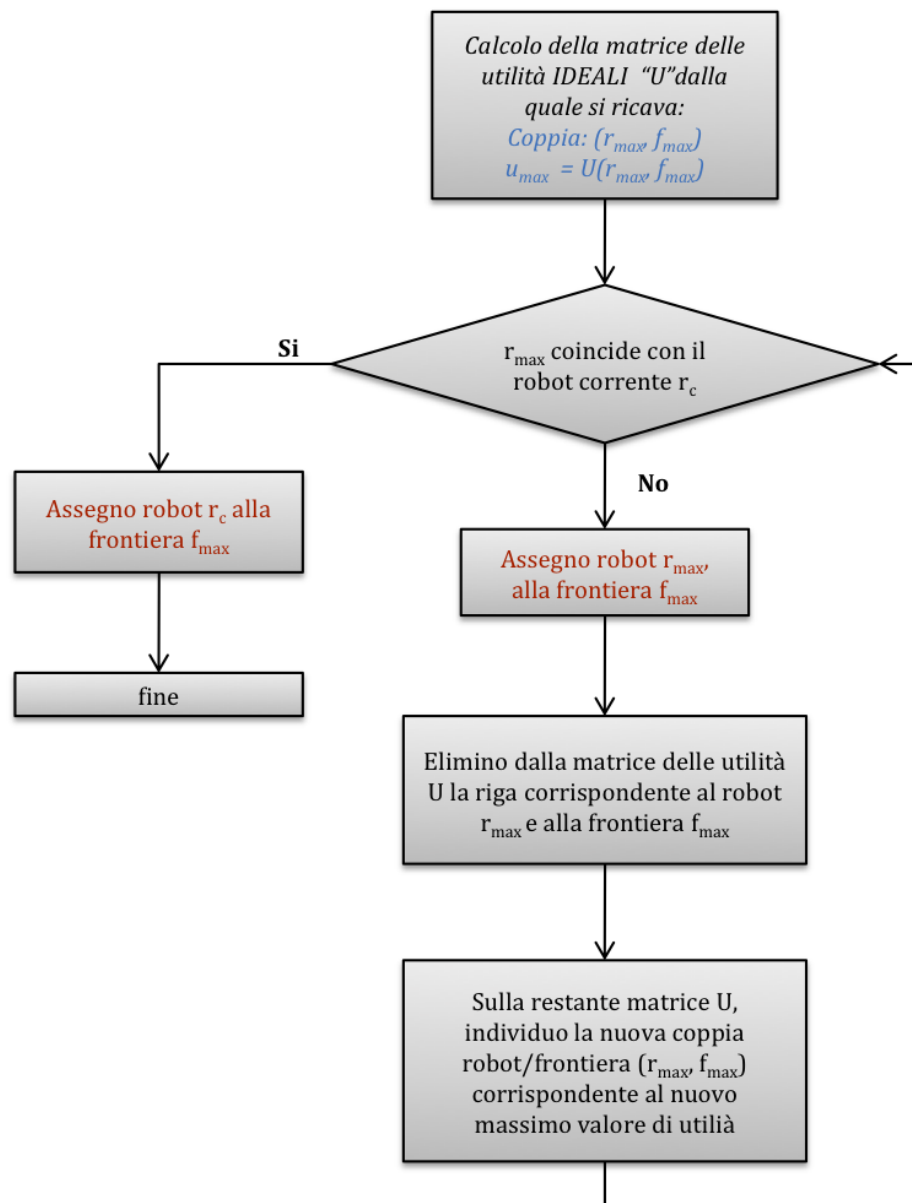 Calcolo della matrice delle
utilità IDEALI “U”dalla
quale si ricava:
Coppia: (rmax, fmax)
umax = U(rmax, fmax)
rmax coincide con il
robot corrente rc
Si
No
Assegno robot rc alla
frontiera fmax
Assegno robot rmax,
alla frontiera fmax
fine
Elimino dalla matrice delle utilità
U la riga corrispondente al robot
rmax e alla frontiera fmax
Sulla restante matrice U,
individuo la nuova coppia
robot/frontiera (rmax, fmax)
corrispondente al nuovo
massimo valore di utilià